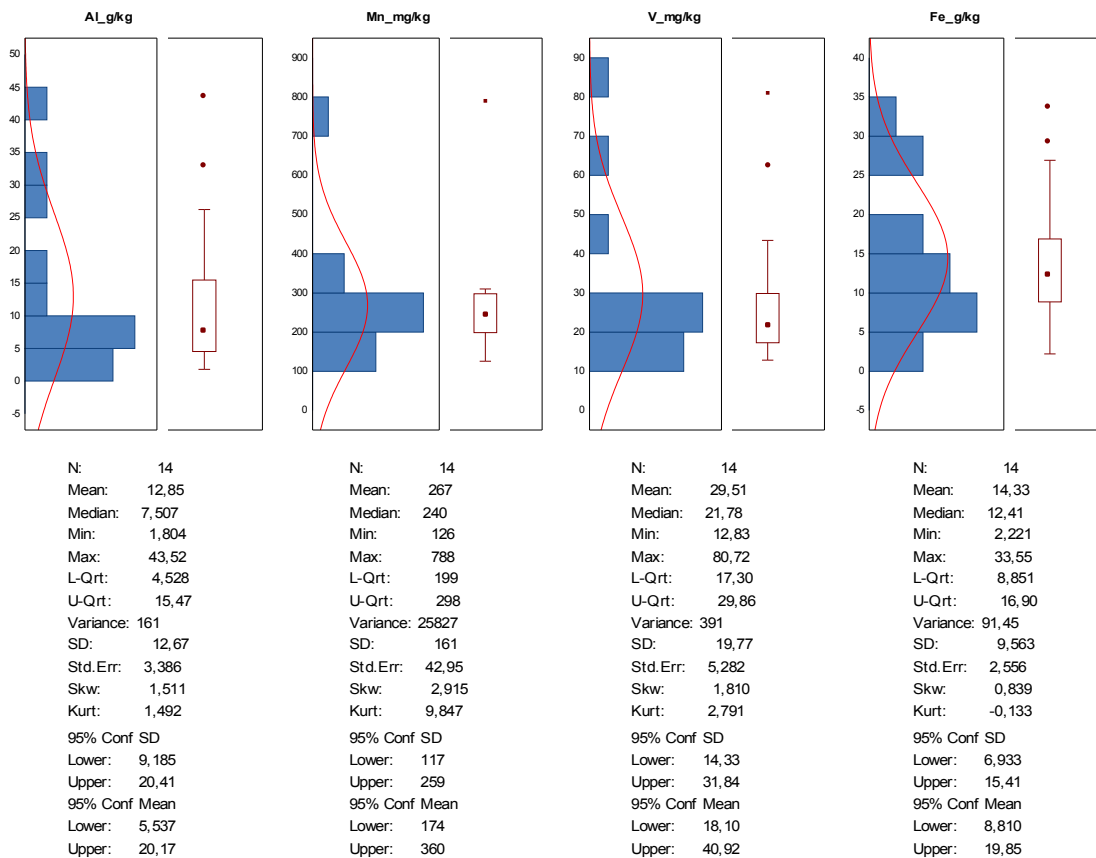 Al_g/kg
50
45
40
35
30
25
20
15
10
5
0
-5
N: 14
Mean: 12,85
Median: 7,507
Min: 1,804
Max: 43,52
L-Qrt: 4,528
U-Qrt: 15,47
Variance: 161
SD: 12,67
Std.Err: 3,386
Skw: 1,511
Kurt: 1,492
95% Conf SD
Lower: 9,185
Upper: 20,41
95% Conf Mean
Lower: 5,537
Upper: 20,17
Mn_mg/kg
900
800
700
600
500
400
300
200
100
0
N: 14
Mean: 267
Median: 240
Min: 126
Max: 788
L-Qrt: 199
U-Qrt: 298
Variance: 25827
SD: 161
Std.Err: 42,95
Skw: 2,915
Kurt: 9,847
95% Conf SD
Lower: 117
Upper: 259
95% Conf Mean
Lower: 174
Upper: 360
V_mg/kg
90
80
70
60
50
40
30
20
10
0
N: 14
Mean: 29,51
Median: 21,78
Min: 12,83
Max: 80,72
L-Qrt: 17,30
U-Qrt: 29,86
Variance: 391
SD: 19,77
Std.Err: 5,282
Skw: 1,810
Kurt: 2,791
95% Conf SD
Lower: 14,33
Upper: 31,84
95% Conf Mean
Lower: 18,10
Upper: 40,92
Fe_g/kg
40
35
30
25
20
15
10
5
0
-5
N: 14
Mean: 14,33
Median: 12,41
Min: 2,221
Max: 33,55
L-Qrt: 8,851
U-Qrt: 16,90
Variance: 91,45
SD: 9,563
Std.Err: 2,556
Skw: 0,839
Kurt: -0,133
95% Conf SD
Lower: 6,933
Upper: 15,41
95% Conf Mean
Lower: 8,810
Upper: 19,85